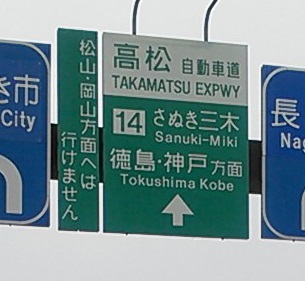 き市
City
松山・岡山方面へは
行けません
高松 自動車道
TAKAMATSU EXPWY
14 さぬき三木
Sanuki-Miki
徳島・神戸 方面
Tokushima Kobe
長
Nag